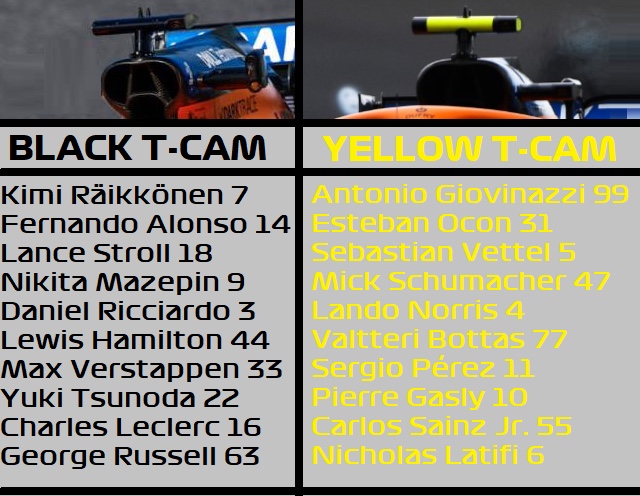 BLACK T-CAM
Kimi Räikkönen 7
Fernando Alonso 14
Lance Stroll 18
Nikita Mazepin 9
Daniel Ricciardo 3
Lewis Hamilton 44
Max Verstappen 33
Yuki Tsunoda 22
Charles Leclerc 16
George Russell 63
YELLOW T-CAM
Antonio Giovinazzi 99
Esteban Ocon 31
Sebastian Vettel 5
Mick Schumacher 47
Lando Norris 4
Valtteri Bottas 77
Sergio Pérez 11
Pierre Gasly 10
Carlos Sainz Jr. 55
Nicholas Latifi 6